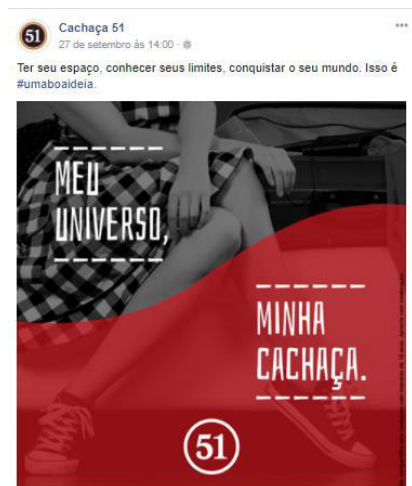 Cachaça 51
27 de setembro às 14:00 ·
Ter seu espaço, conhecer seus limites, conquistar o seu mundo. Isso é
#umaboaideia.
51
MEU
UNIVERSO,
MINHA
CACHAÇA.
51